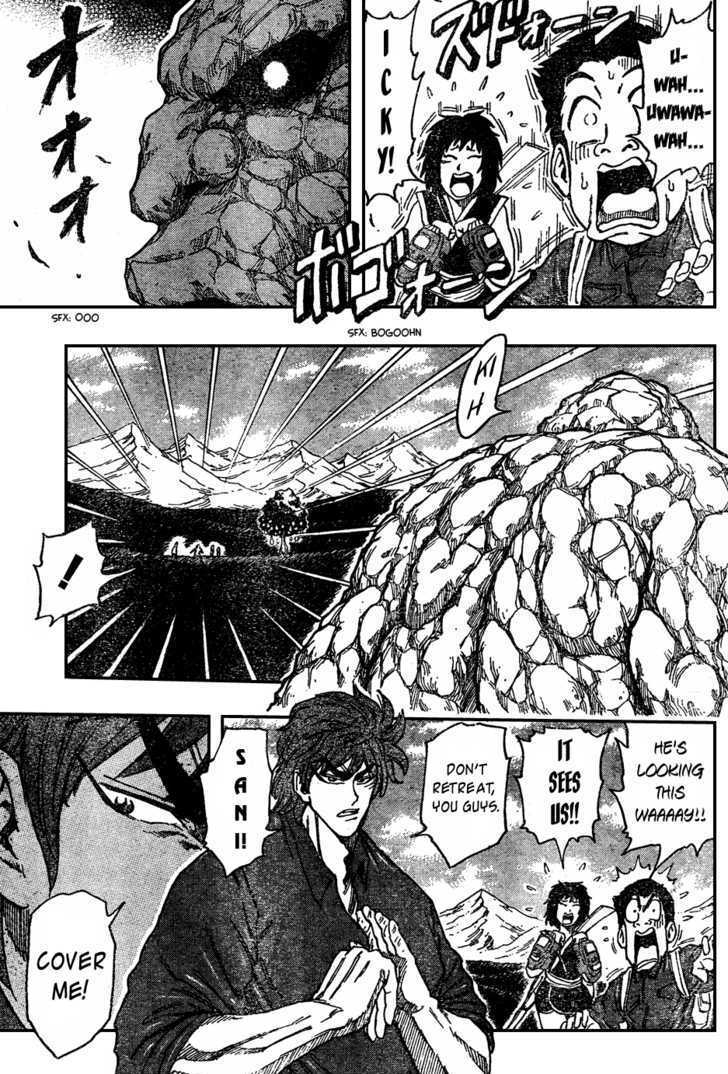 U-
WAH...
UWAWA-
WAH...
ズドォーン
ICKY!
ボゴォーン
SFX: BOGOOHN
オオオ
SFX: OOO
!
HE'S
LOOKING
THIS
WAAAAY!!
IT
SEES
US!!
DON'T
RETREAT,
YOU GUYS.
SANI!
COVER
ME!